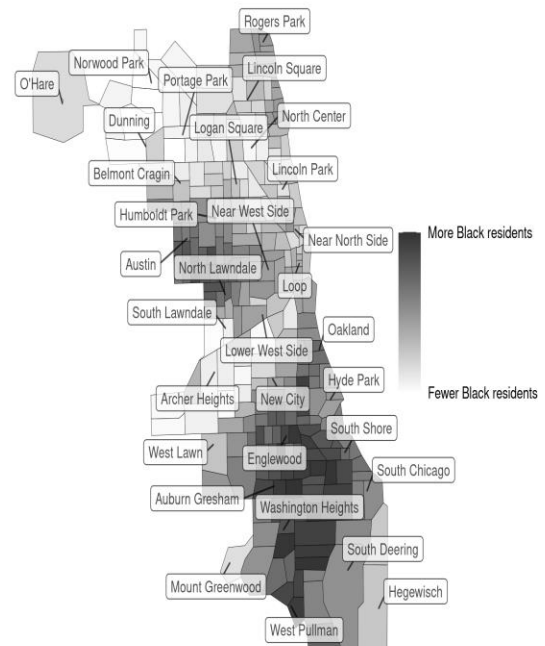 Rogers Park
Norwood Park
Portage Park
Lincoln Square
O'Hare
Dunning
Logan Square
North Center
Belmont Cragin
Lincoln Park
Humboldt Park
Near West Side
Near North Side
More Black residents
Austin
North Lawndale
Loop
South Lawndale
Oakland
Lower West Side
Hyde Park
Archer Heights
New City
Fewer Black residents
South Shore
West Lawn
Englewood
South Chicago
Auburn Gresham
Washington Heights
South Deering
Mount Greenwood
Hegewisch
West Pullman